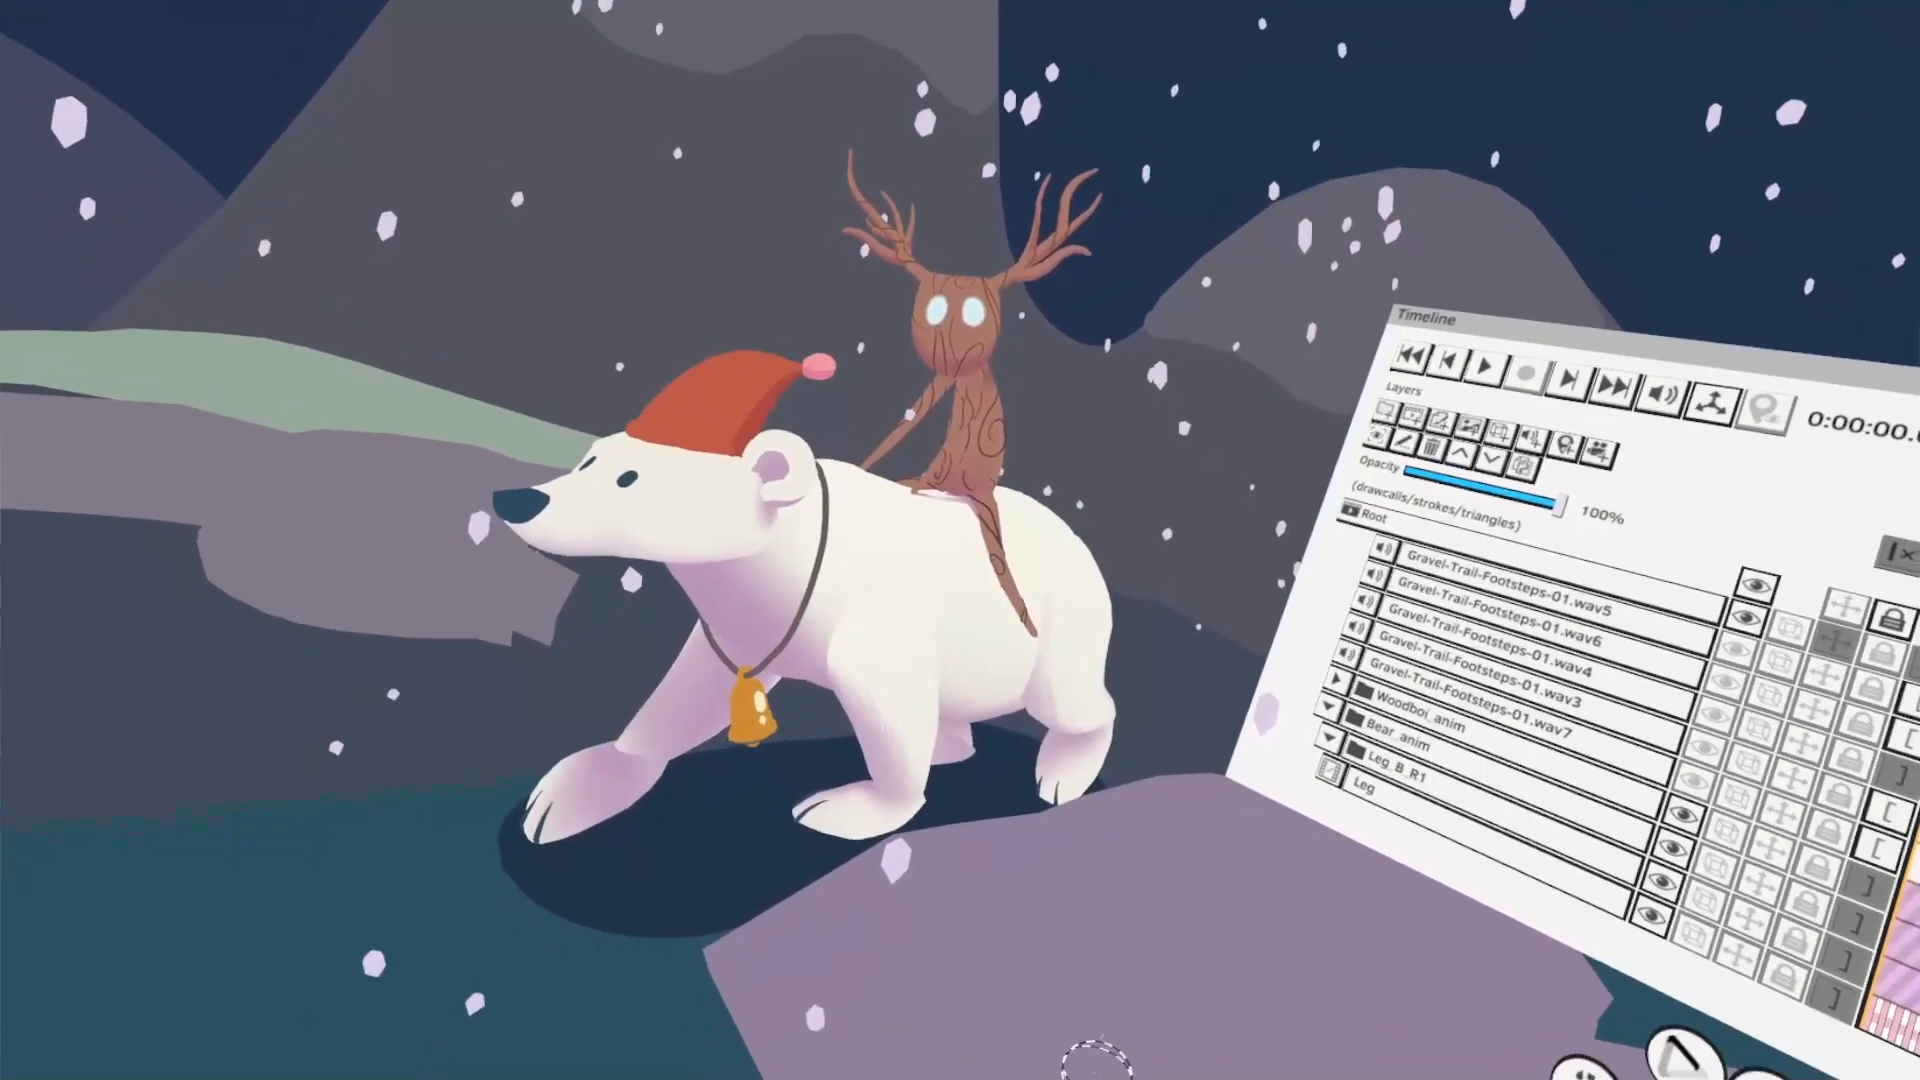 Timeline
0:00:00.
Layers
Opacity
100%
(drawcalls/strokes/triangles)
Root
Gravel-Trail-Footsteps-01.wav5
Gravel-Trail-Footsteps-01.wav6
Gravel-Trail-Footsteps-01.wav4
Gravel-Trail-Footsteps-01.wav3
Gravel-Trail-Footsteps-01.wav7
Woodboi_anim
Bear_anim
Leg_B_R1
Leg